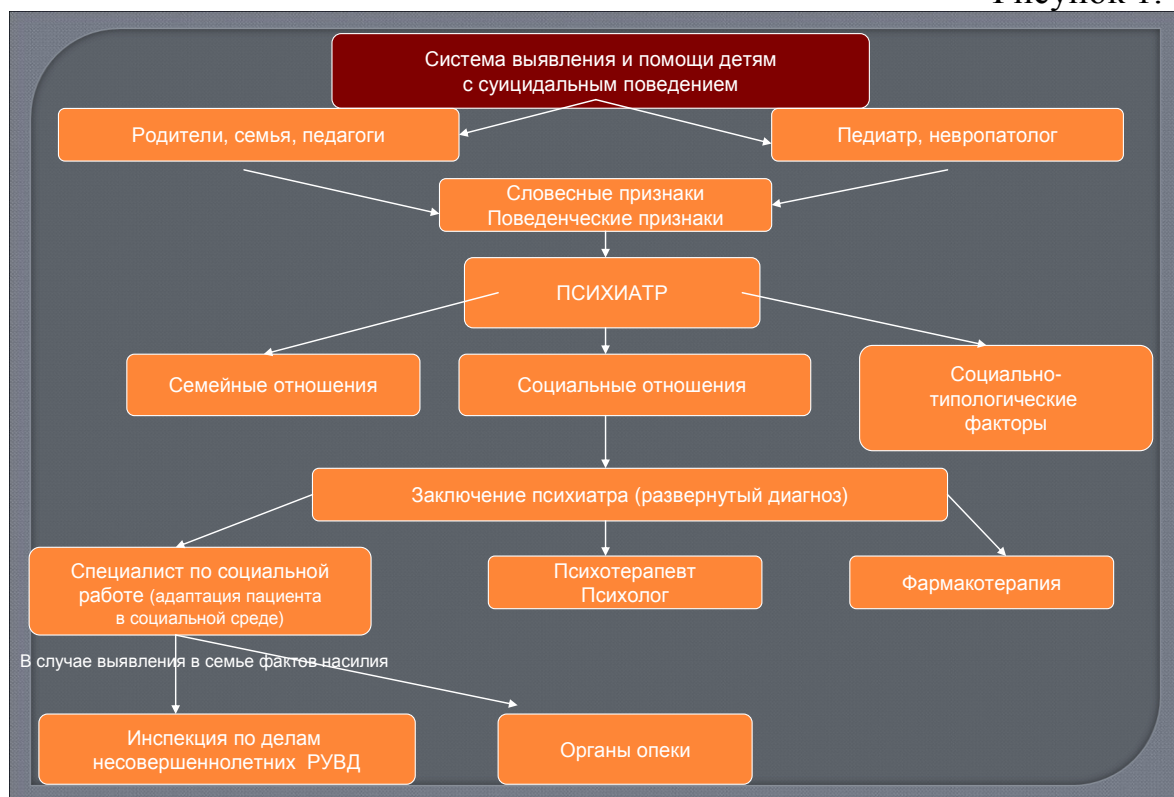 Рисунок 1.
Система выявления и помощи детям
с суицидальным поведением
Родители, семья, педагоги
Педиатр, невропатолог
Словесные признаки
Поведенческие признаки
ПСИХИАТР
Семейные отношения
Социальные отношения
Социально-
типологические
факторы
Заключение психиатра (развернутый диагноз)
Специалист по социальной
работе (адаптация пациента
в социальной среде)
Психотерапевт
Психолог
Фармакотерапия
В случае выявления в семье фактов насилия
Инспекция по делам
несовершеннолетних РУВД
Органы опеки